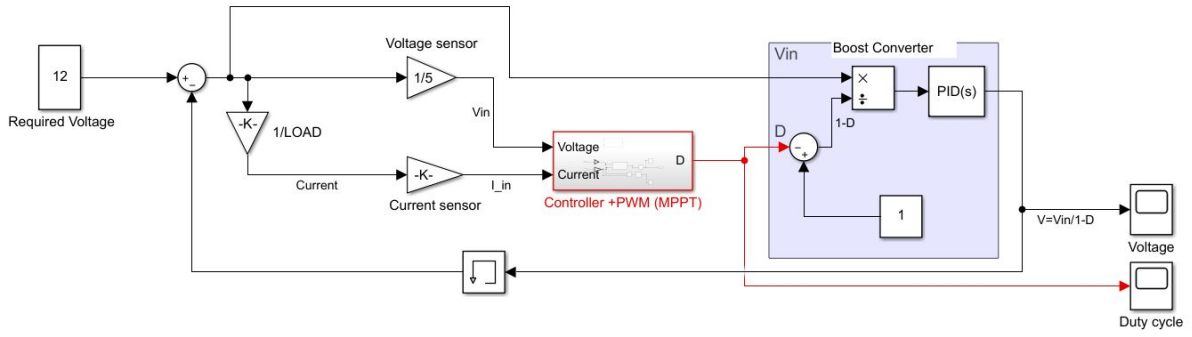 Boost Converter
Vin
Voltage sensor
12
1/5
×
÷
PID(s)
Required Voltage
-K-
1/LOAD
Vin
1-D
D
Voltage
D
Current
Current
-K-
I_in
Current sensor
Controller +PWM (MPPT)
1
V=Vin/1-D
Voltage
Duty cycle